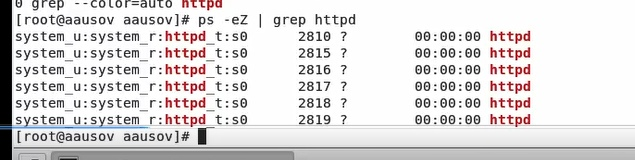 0 grep --color=auto httpd
[root@aausov aausov]# ps -eZ | grep httpd
system_u:system_r:httpd_t:s0 2810 ? 00:00:00 httpd
system_u:system_r:httpd_t:s0 2815 ? 00:00:00 httpd
system_u:system_r:httpd_t:s0 2816 ? 00:00:00 httpd
system_u:system_r:httpd_t:s0 2817 ? 00:00:00 httpd
system_u:system_r:httpd_t:s0 2818 ? 00:00:00 httpd
system_u:system_r:httpd_t:s0 2819 ? 00:00:00 httpd
[root@aausov aausov]#